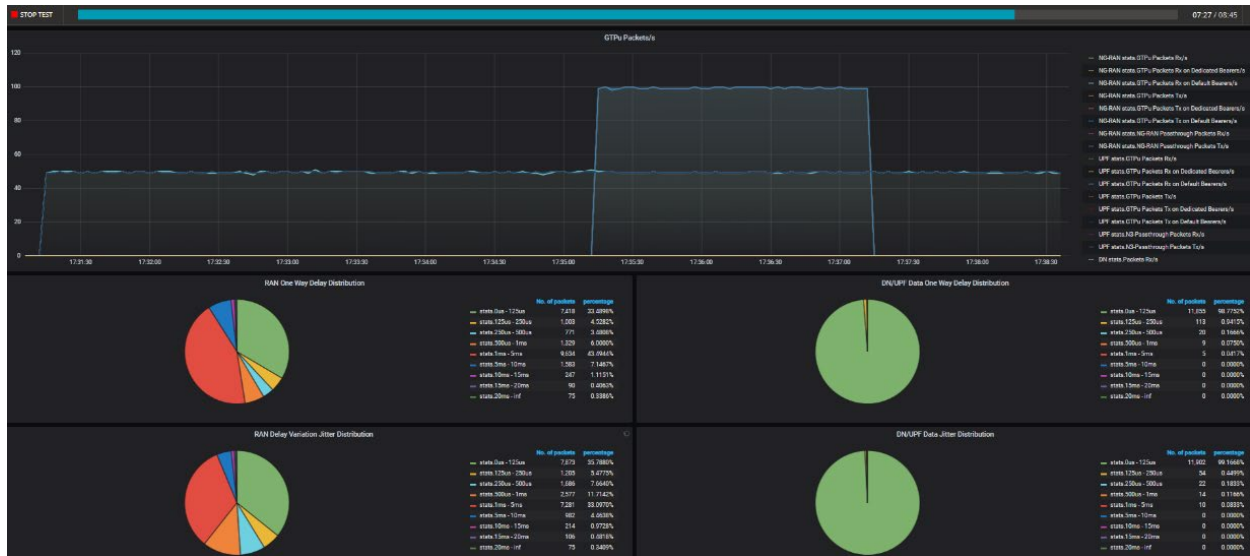 STOP TEST
07:27 / 08:45
GTPu Packets/s
120
100
80
60
40
20
0
17:31:30 17:32:00 17:32:30 17:33:00 17:33:30 17:34:00 17:34:30 17:35:00 17:35:30 17:36:00 17:36:30 17:37:00 17:37:30 17:38:00 17:38:30
NG-RAN stats.GTPu Packets Rx/s
NG-RAN stats.GTPu Packets Rx on Dedicated Bearers/s
NG-RAN stats.GTPu Packets Rx on Default Bearers/s
NG-RAN stats.GTPu Packets Tx/s
NG-RAN stats.GTPu Packets Tx on Dedicated Bearers/s
NG-RAN stats.GTPu Packets Tx on Default Bearers/s
NG-RAN stats.NG-RAN Passthrough Packets Rx/s
NG-RAN stats.NG-RAN Passthrough Packets Tx/s
UPF stats.GTPu Packets Rx/s
UPF stats.GTPu Packets Rx on Dedicated Bearers/s
UPF stats.GTPu Packets Rx on Default Bearers/s
UPF stats.GTPu Packets Tx/s
UPF stats.GTPu Packets Tx on Dedicated Bearers/s
UPF stats.GTPu Packets Tx on Default Bearers/s
UPF stats.N3-Passthrough Packets Rx/s
UPF stats.N3-Passthrough Packets Tx/s
DN stats.Packets Rx/s
RAN One Way Delay Distribution
No. of packets percentage
stats.0us - 125us 7,418 33.4896%
stats.125us - 250us 1,003 4.5282%
stats.250us - 500us 771 3.4808%
stats.500us - 1ms 1,329 6.0000%
stats.1ms - 5ms 9,634 43.4944%
stats.5ms - 10ms 1,583 7.1467%
stats.10ms - 15ms 247 1.1151%
stats.15ms - 20ms 90 0.4063%
stats.20ms - inf 75 0.3386%
DN/UPF Data One Way Delay Distribution
No. of packets percentage
stats.0us - 125us 11,855 98.7752%
stats.125us - 250us 113 0.9415%
stats.250us - 500us 20 0.1666%
stats.500us - 1ms 9 0.0750%
stats.1ms - 5ms 5 0.0417%
stats.5ms - 10ms 0 0.0000%
stats.10ms - 15ms 0 0.0000%
stats.15ms - 20ms 0 0.0000%
stats.20ms - inf 0 0.0000%
RAN Delay Variation Jitter Distribution
No. of packets percentage
stats.0us - 125us 7,873 35.7880%
stats.125us - 250us 1,205 5.4775%
stats.250us - 500us 1,686 7.6640%
stats.500us - 1ms 2,577 11.7142%
stats.1ms - 5ms 7,281 33.0970%
stats.5ms - 10ms 982 4.4638%
stats.10ms - 15ms 214 0.9728%
stats.15ms - 20ms 106 0.4818%
stats.20ms - inf 75 0.3409%
DN/UPF Data Jitter Distribution
No. of packets percentage
stats.0us - 125us 11,902 99.1668%
stats.125us - 250us 54 0.4499%
stats.250us - 500us 22 0.1833%
stats.500us - 1ms 14 0.1166%
stats.1ms - 5ms 10 0.0833%
stats.5ms - 10ms 0 0.0000%
stats.10ms - 15ms 0 0.0000%
stats.15ms - 20ms 0 0.0000%
stats.20ms - inf 0 0.0000%